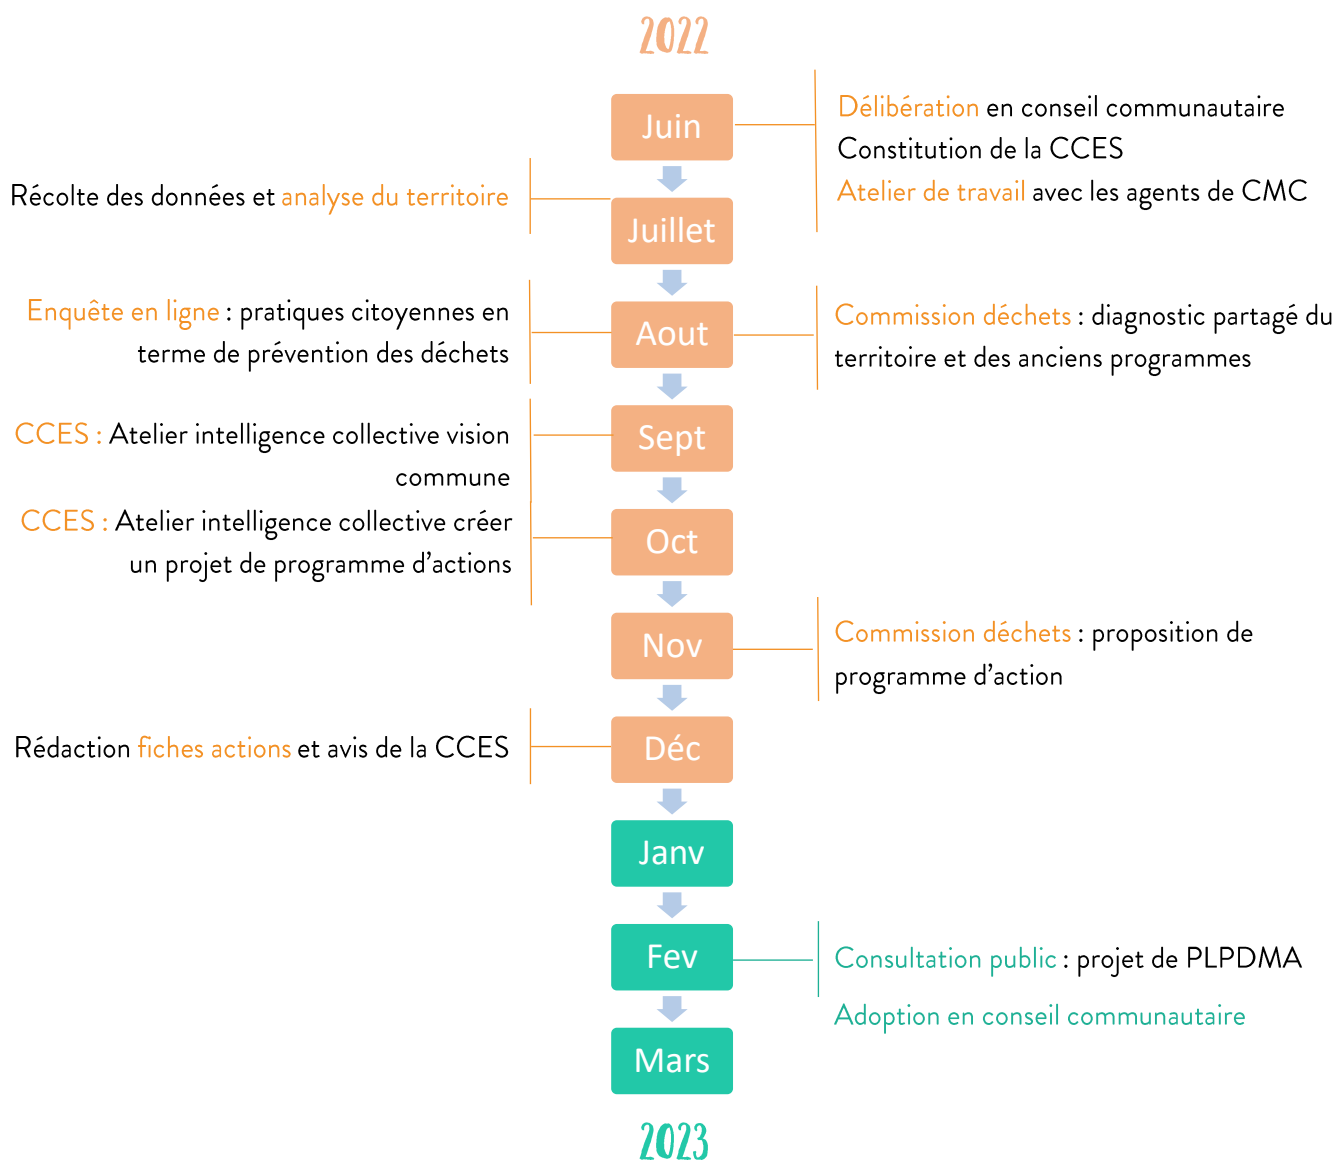 2022
Juin
Délibération en conseil communautaire
Constitution de la CCES
Atelier de travail avec les agents de CMC
Récolte des données et analyse du territoire
Juillet
Enquête en ligne : pratiques citoyennes en
terme de prévention des déchets
Aout
Commission déchets : diagnostic partagé du
territoire et des anciens programmes
CCES : Atelier intelligence collective vision
commune
Sept
CCES : Atelier intelligence collective créer
un projet de programme d'actions
Oct
Nov
Commission déchets : proposition de
programme d'action
Rédaction fiches actions et avis de la CCES
Déc
Janv
Fev
Consultation public : projet de PLPDMA
Adoption en conseil communautaire
Mars
2023